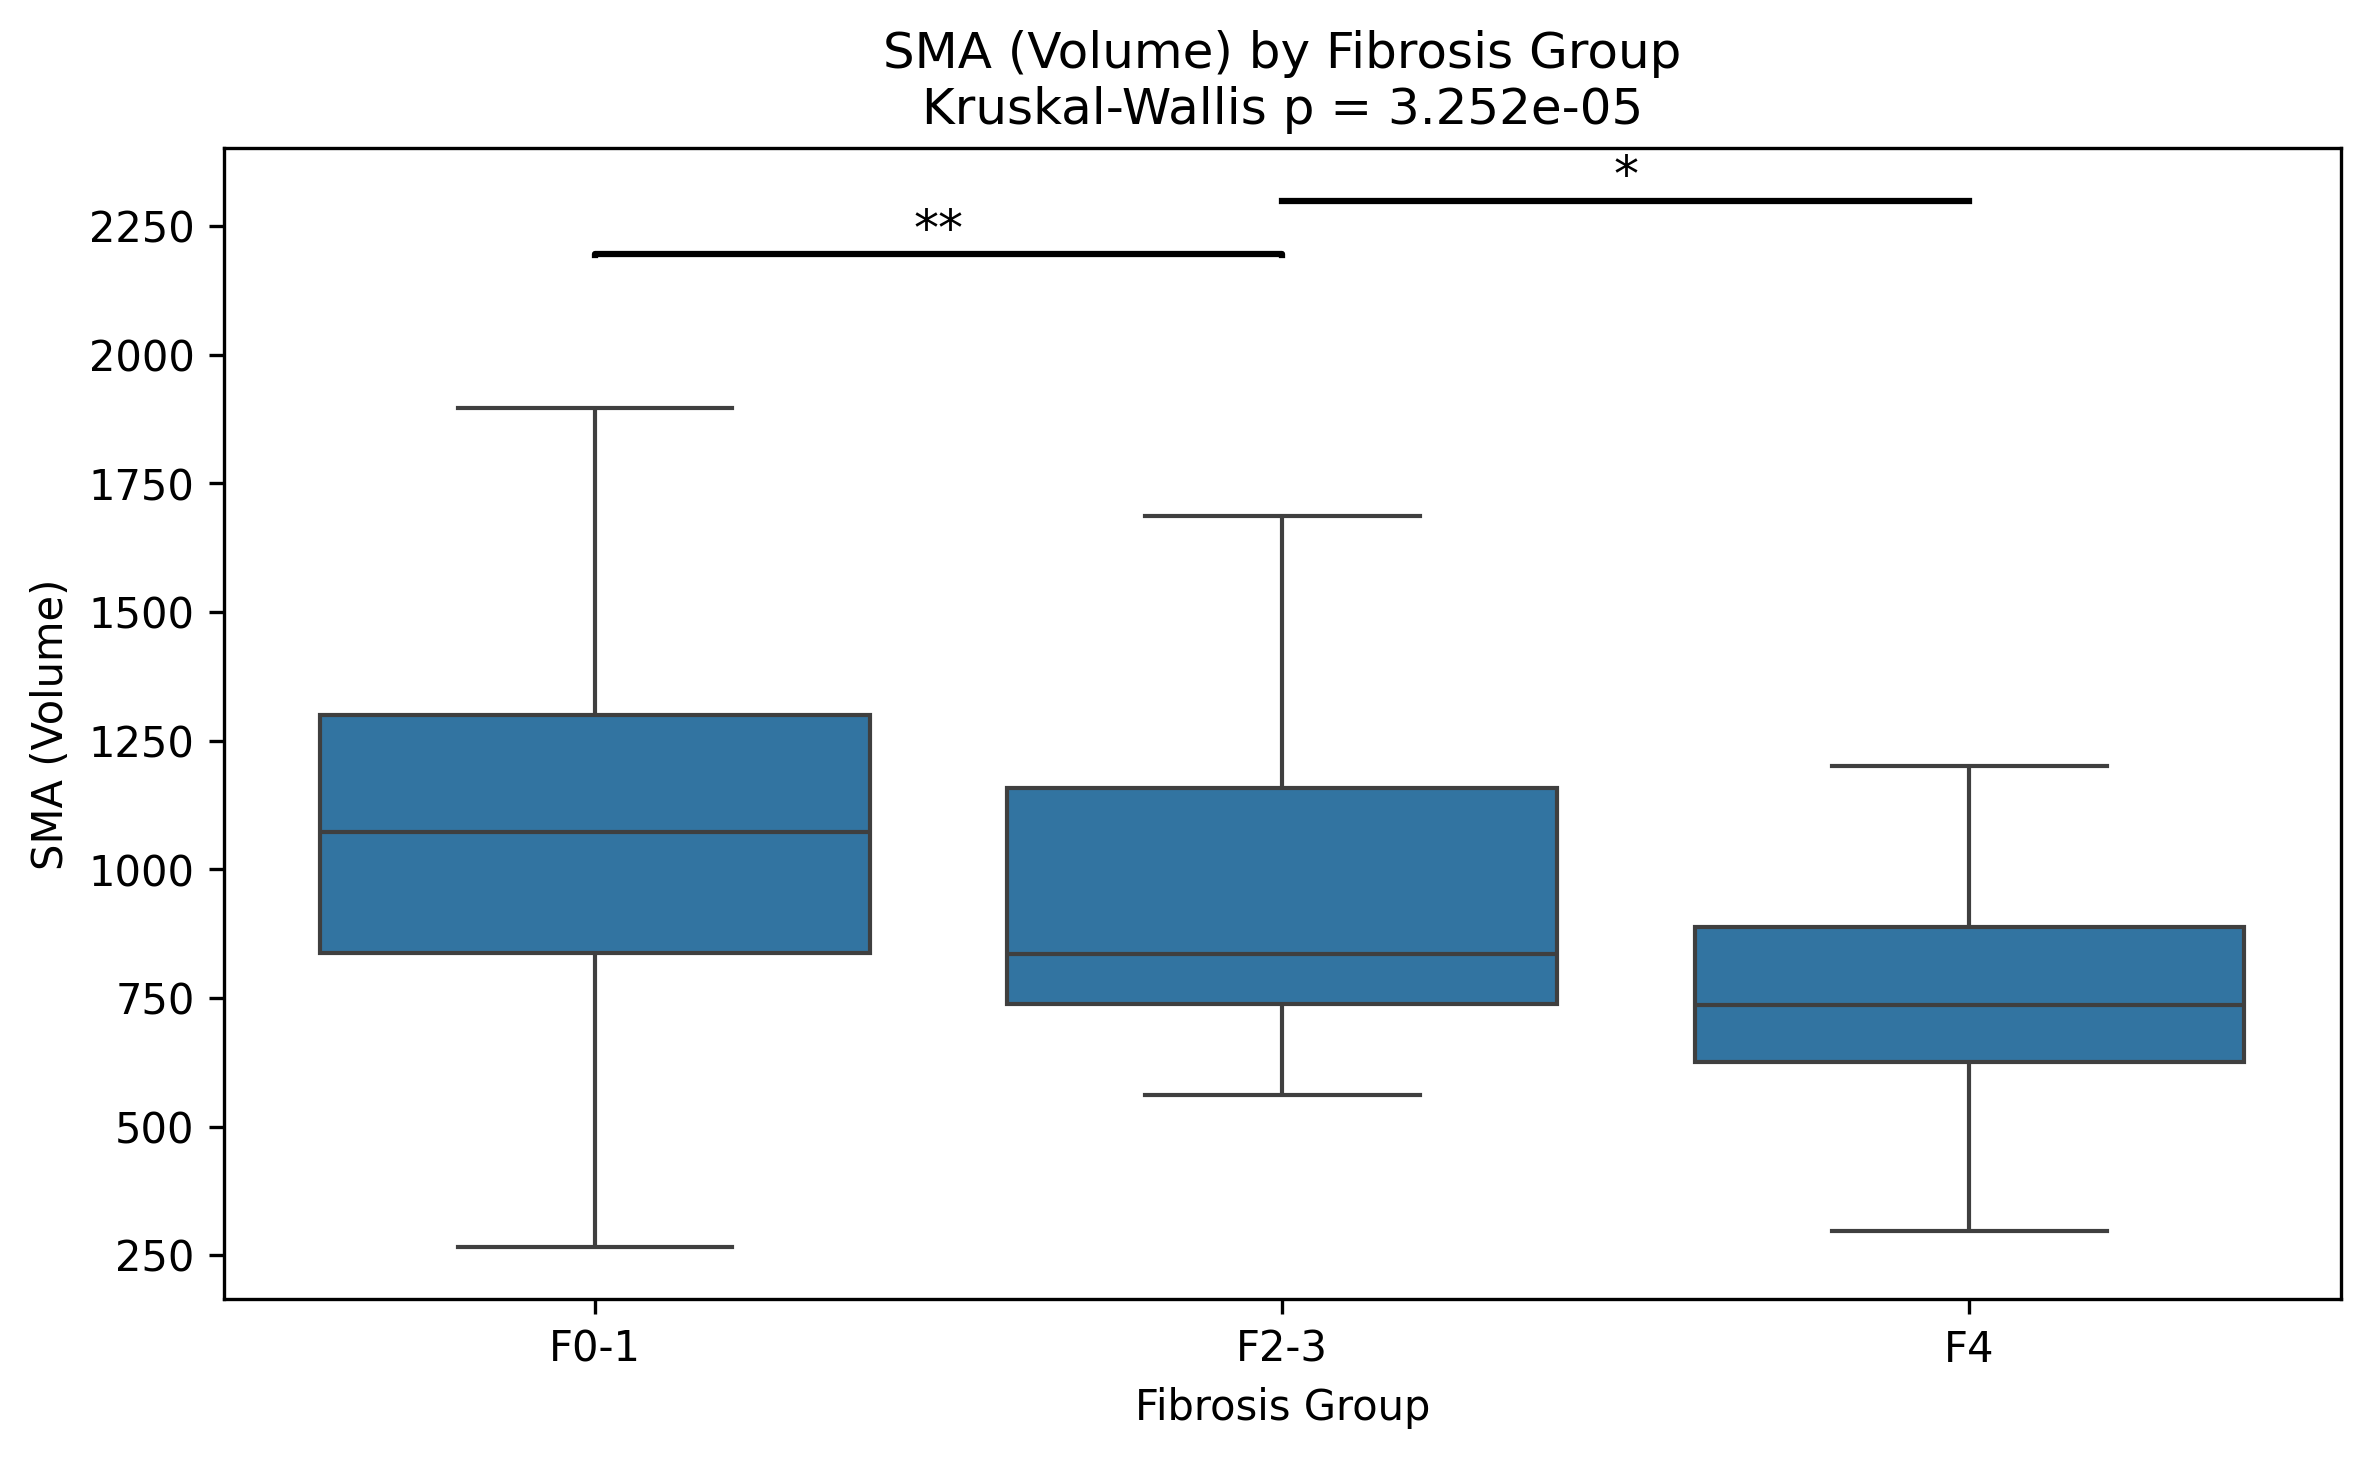 SMA (Volume) by Fibrosis Group
Kruskal-Wallis p = 3.252e-05
*
**
2250
2000
1750
1500
1250
1000
750
500
250
SMA (Volume)
F0-1
F2-3
F4
Fibrosis Group